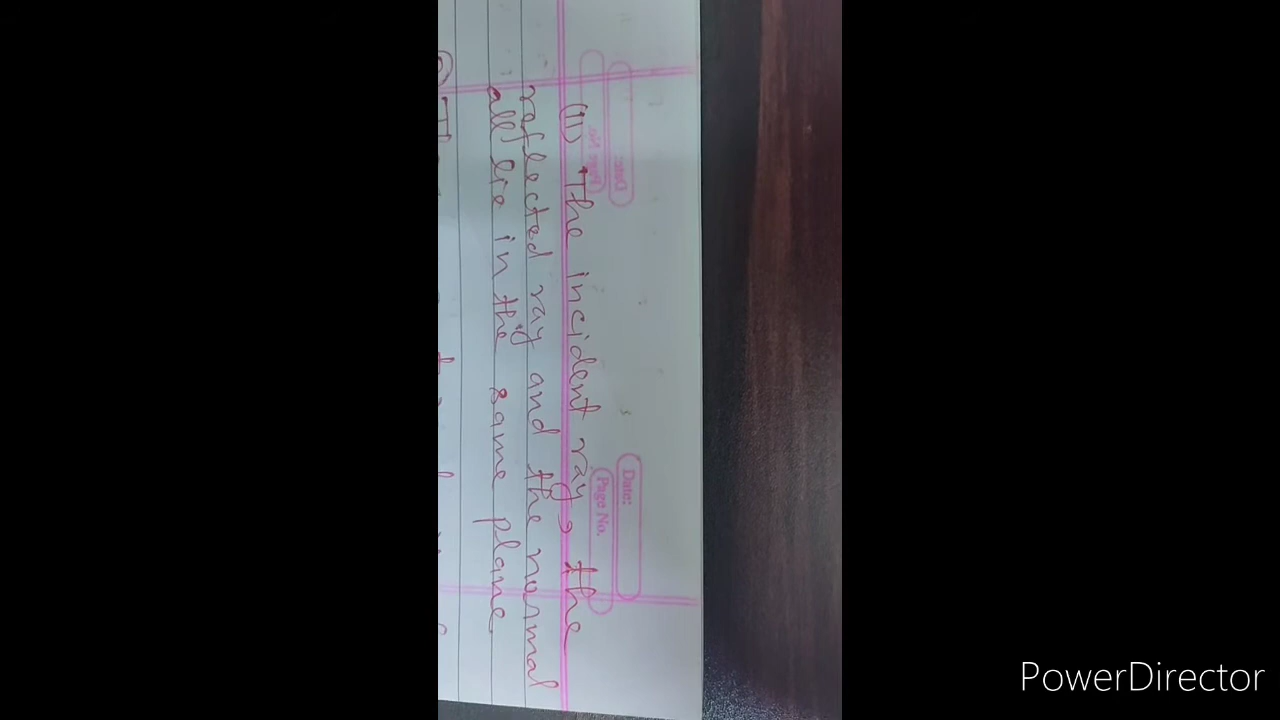 Date:
Page No.
(II) The incident ray, the
reflected ray and the normal
all lie in the same plane
PowerDirector